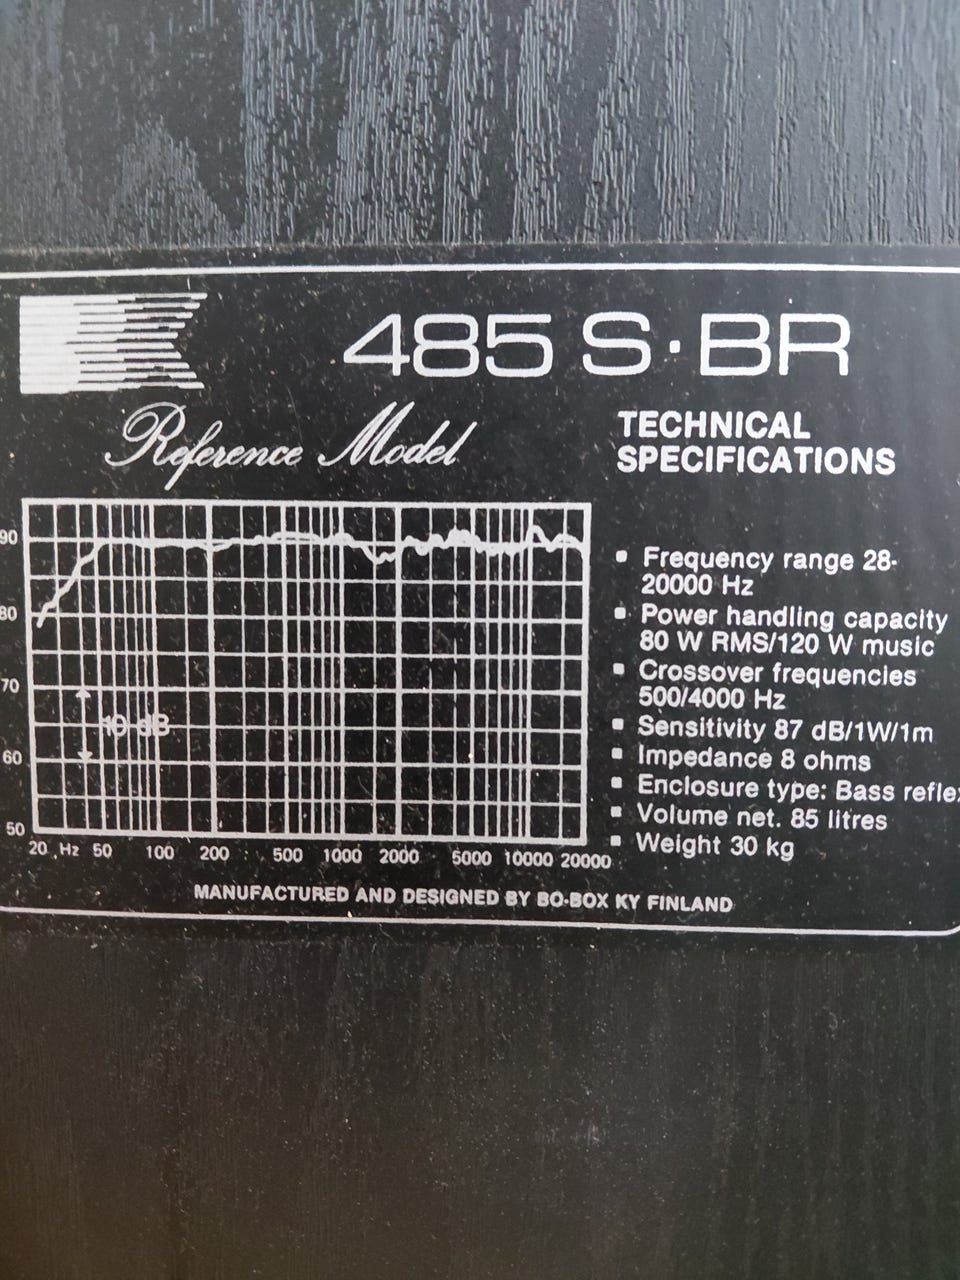 485 S·BR
Reference Model
TECHNICAL
SPECIFICATIONS
90
80
70
10 dB
60
50
20 Hz 50 100 200 500 1000 2000 5000 10000 20000
▪ Frequency range 28-
20000 Hz
▪ Power handling capacity
80 W RMS/120 W music
▪ Crossover frequencies
500/4000 Hz
▪ Sensitivity 87 dB/1W/1m
▪ Impedance 8 ohms
▪ Enclosure type: Bass refle
▪ Volume net. 85 litres
▪ Weight 30 kg
MANUFACTURED AND DESIGNED BY BO-BOX KY FINLAND